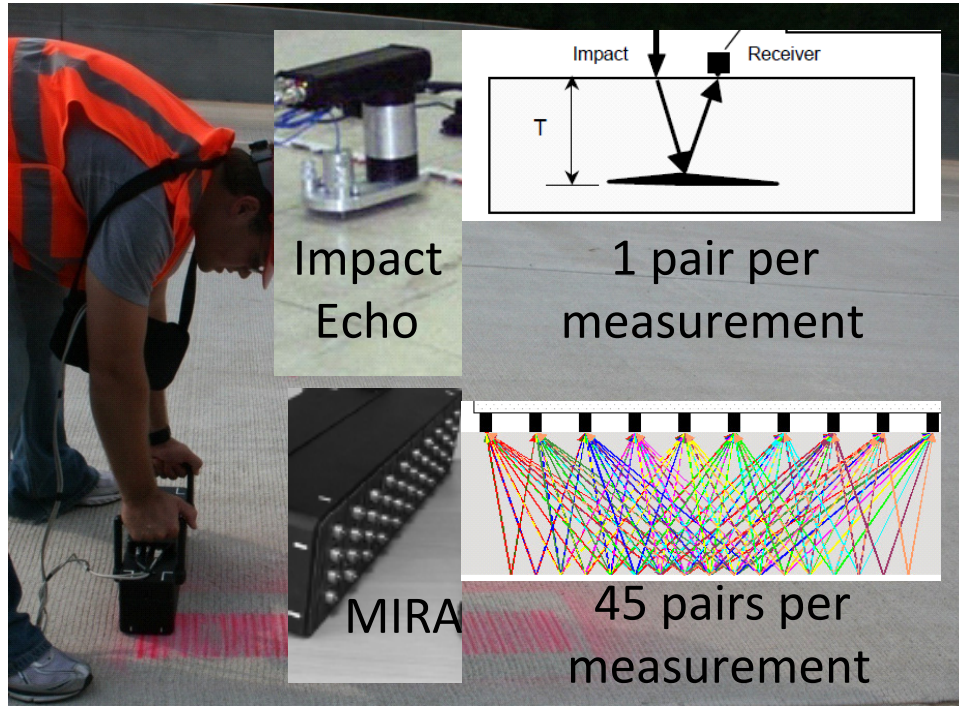 Impact
Receiver
T
Impact
Echo
1 pair per
measurement
MIRA
45 pairs per
measurement